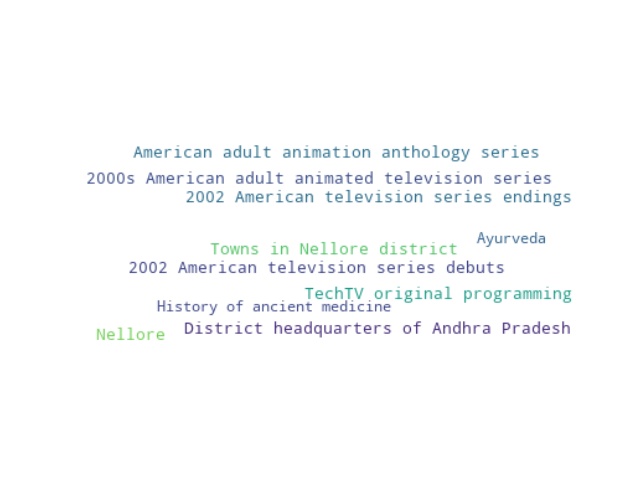 American adult animation anthology series
2000s American adult animated television series
2002 American television series endings
Ayurveda
Towns in Nellore district
2002 American television series debuts
TechTV original programming
History of ancient medicine
District headquarters of Andhra Pradesh
Nellore